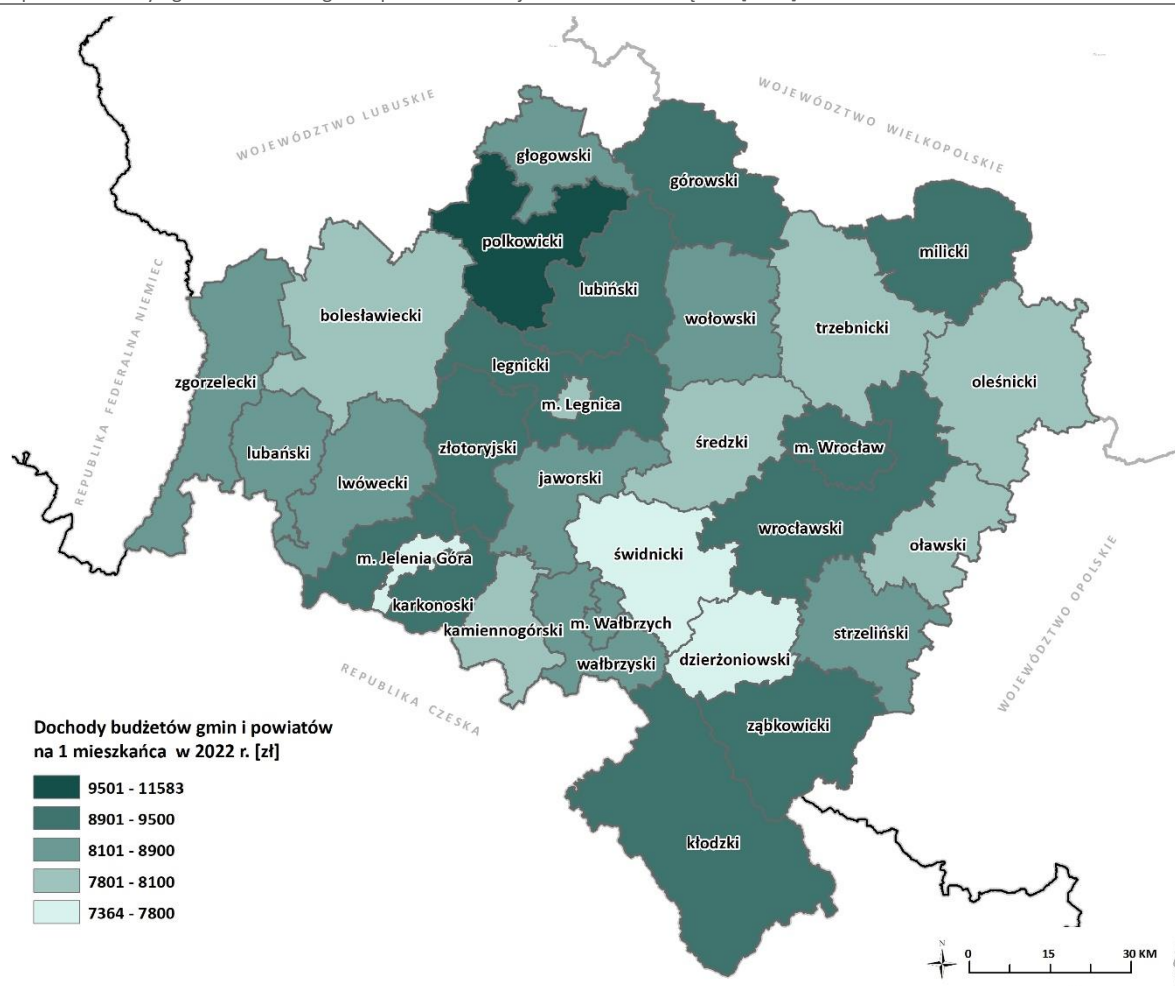 WOJEWÓDZTWO LUBUSKIE
WOJEWÓDZTWO WIELKOPOLSKIE
głogowski
górowski
polkowicki
milicki
lubiński
bolesławiecki
wołowski
trzebnicki
REPUBLIKA FEDERALNA NIEMIEC
legnicki
zgorzelecki
oleśnicki
m. Legnica
średzki
m. Wrocław
złotoryjski
lubański
lwówecki
jaworski
wrocławski
oławski
świdnicki
m. Jelenia Góra
karkonoski
m. Wałbrzych
kamiennogórski
strzeliński
wałbrzyski
dzierżoniowski
WOJEWÓDZTWO OPOLSKIE
REPUBLIKA CZESKA
ząbkowicki
kłodzki
Dochody budżetów gmin i powiatów
na 1 mieszkańca w 2022 r. [zł]
9501 - 11583
8901 - 9500
8101 - 8900
7801 - 8100
7364 - 7800
N
0 15 30 KM